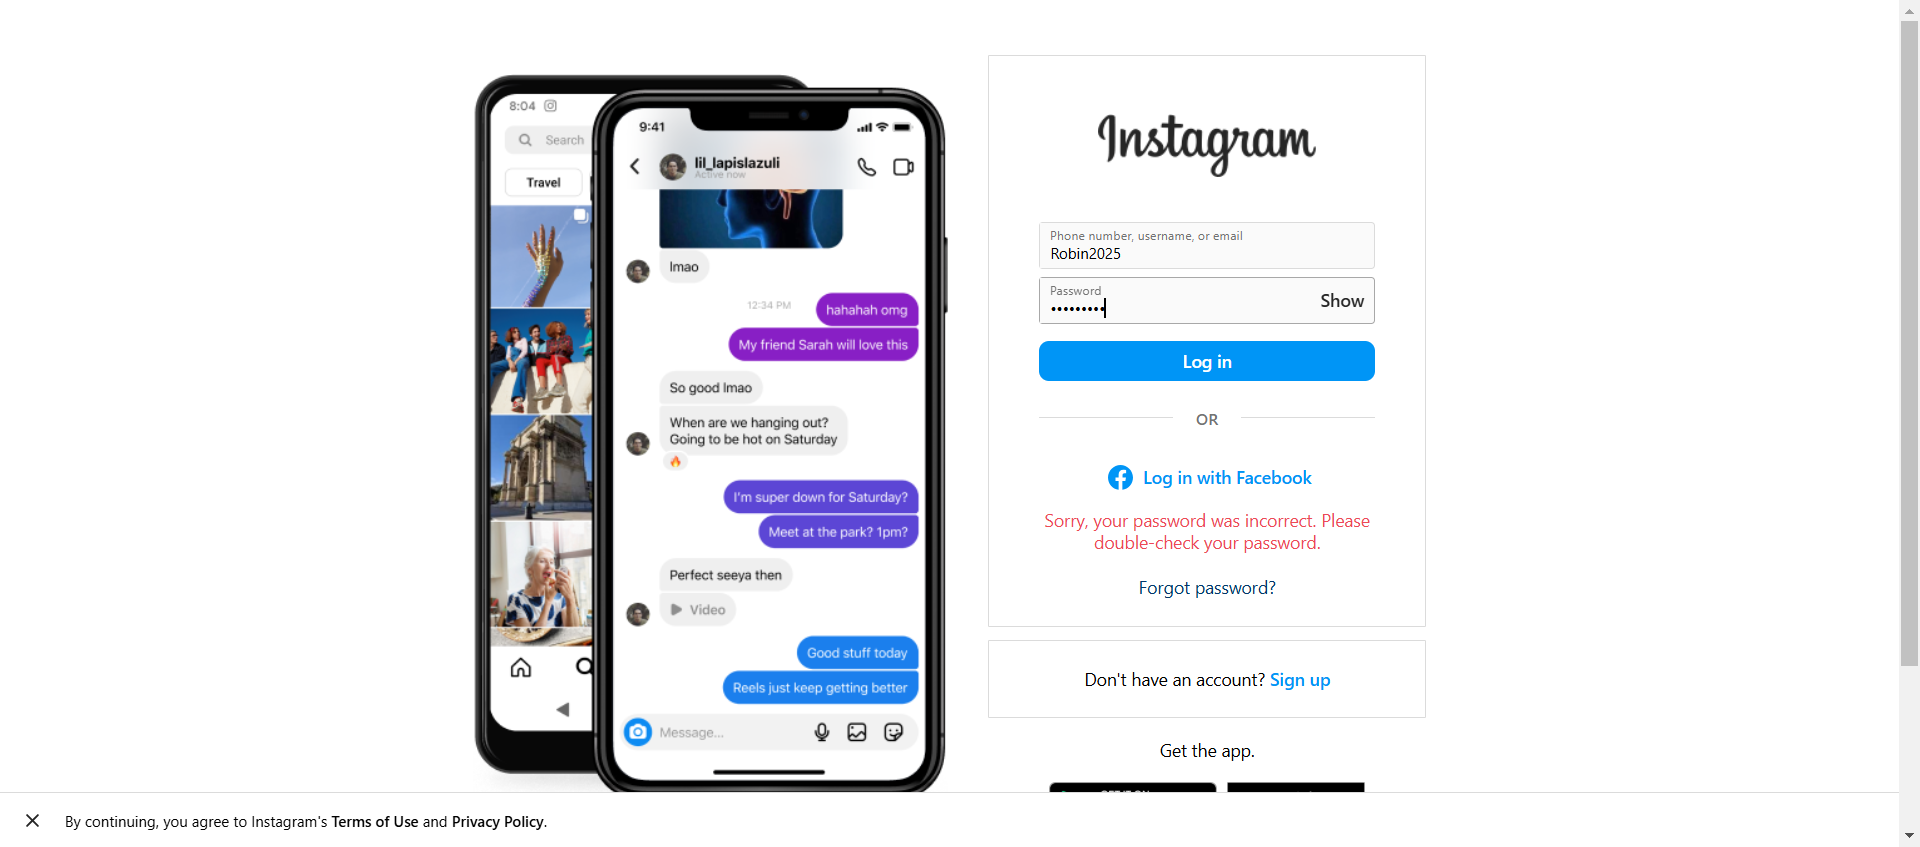 8:04
Search
Travel
9:41
lil_lapislazuli
Active now
lmao
12:34 PM
hahahah omg
My friend Sarah will love this
So good lmao
When are we hanging out?
Going to be hot on Saturday
I'm super down for Saturday?
Meet at the park? 1pm?
Perfect seeya then
Video
Good stuff today
Reels just keep getting better
Message...
Instagram
Phone number, username, or email
Robin2025
Password
Show
Log in
OR
Log in with Facebook
Sorry, your password was incorrect. Please
double-check your password.
Forgot password?
Don't have an account? Sign up
Get the app.
By continuing, you agree to Instagram's Terms of Use and Privacy Policy.